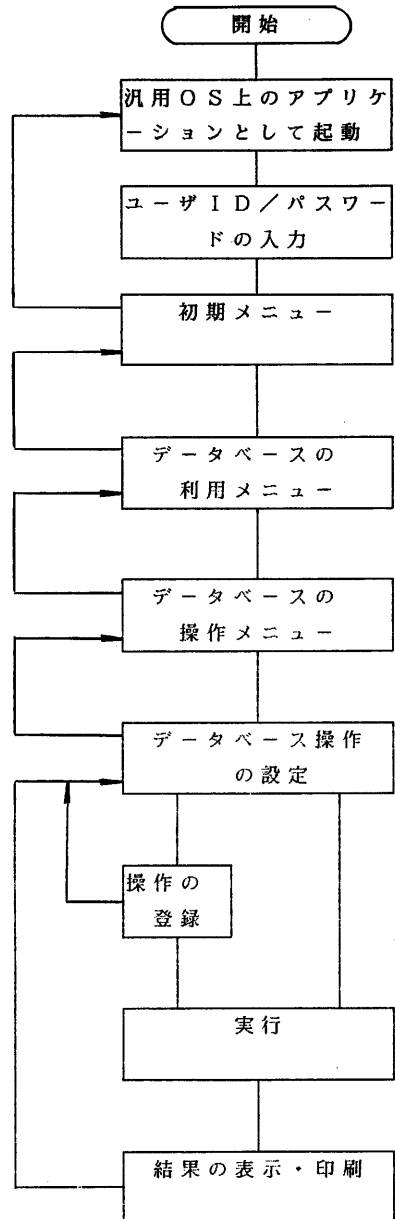 開始
汎用OS上のアプリケ
ーションとして起動
ユーザID/パスワー
ドの入力
初期メニュー
データベースの
利用メニュー
データベースの
操作メニュー
データベース操作
の設定
操作の
登録
実行
結果の表示・印刷